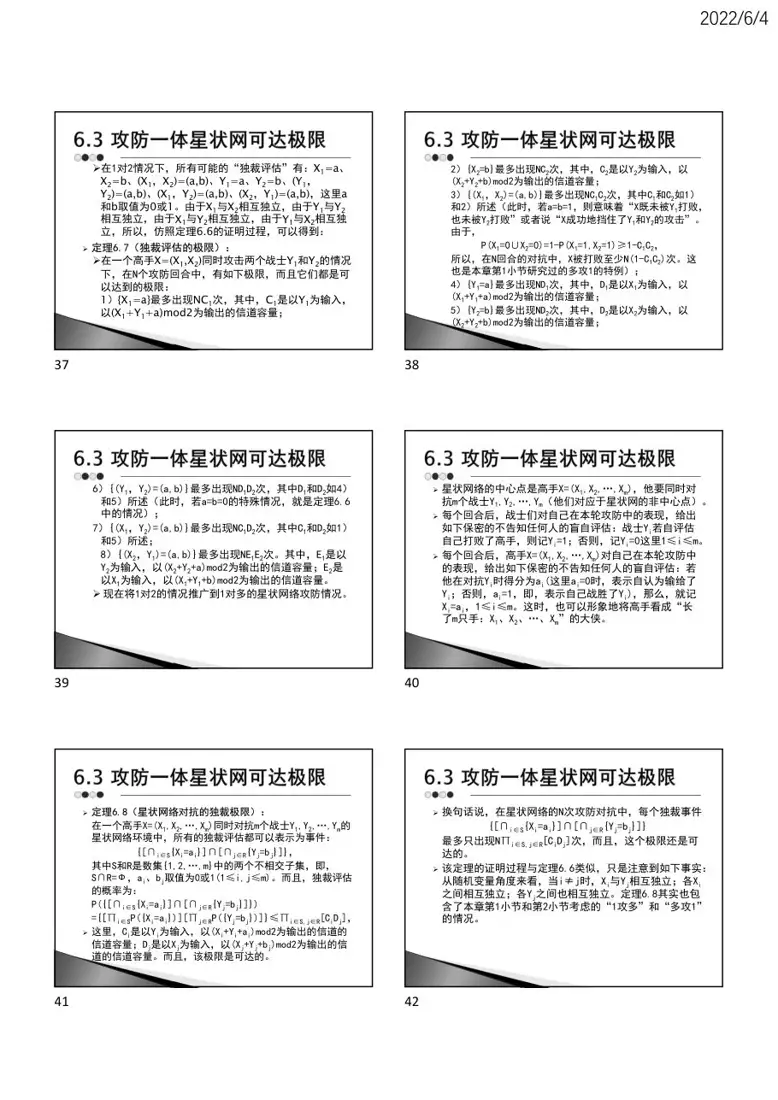 2022/6/4
6.3 攻防一体星状网可达极限
➢在1对2情况下，所有可能的“独裁评估”有：X₁=a、
X₂=b、(X₁，X₂)=(a,b)、Y₁=a、Y₂=b、(Y₁，
Y₂)=(a,b)、(X₁，Y₂)=(a,b)、(X₂，Y₁)=(a,b)，这里a
和b取值为0或1。由于X₁与X₂相互独立，由于Y₁与Y₂
相互独立，由于X₁与Y₂相互独立，由于Y₁与X₂相互独
立，所以，仿照定理6.6的证明过程，可以得到：
➢ 定理6.7（独裁评估的极限）：
➢在一个高手X=(X₁,X₂)同时攻击两个战士Y₁和Y₂的情况
下，在N个攻防回合中，有如下极限，而且它们都是可
以达到的极限：
1）{X₁=a}最多出现NC₁次，其中，C₁是以Y₁为输入，
以(X₁+Y₁+a)mod2为输出的信道容量；
37
6.3 攻防一体星状网可达极限
2）{X₂=b}最多出现NC₂次，其中，C₂是以Y₂为输入，以
(X₂+Y₂+b)mod2为输出的信道容量；
3）{(X₁，X₂)=(a,b)}最多出现NC₁C₂次，其中C₁和C₂如1)
和2）所述（此时，若a=b=1，则意味着“X既未被Y₁打败，
也未被Y₂打败”或者说“X成功地挡住了Y₁和Y₂的攻击”。
由于，
P(X₁=0∪X₂=0)=1-P(X₁=1,X₂=1)≥1-C₁C₂,
所以，在N回合的对抗中，X被打败至少N(1-C₁C₂)次。这
也是本章第1小节研究过的多攻1的特例）；
4）{Y₁=a}最多出现ND₁次，其中，D₁是以X₁为输入，以
(X₁+Y₁+a)mod2为输出的信道容量；
5）{Y₂=b}最多出现ND₂次，其中，D₂是以X₂为输入，以
(X₂+Y₂+b)mod2为输出的信道容量；
38
6.3 攻防一体星状网可达极限
6）{(Y₁，Y₂)=(a,b)}最多出现ND₁D₂次，其中D₁和D₂如4)
和5）所述（此时，若a=b=0的特殊情况，就是定理6.6
中的情况）；
7）{(X₁，Y₂)=(a,b)}最多出现NC₁D₂次，其中C₁和D₂如1)
和5）所述；
8）{(X₂，Y₁)=(a,b)}最多出现NE₁E₂次。其中，E₁是以
Y₂为输入，以(X₂+Y₂+a)mod2为输出的信道容量；E₂是
以X₁为输入，以(X₁+Y₁+b)mod2为输出的信道容量。
➢ 现在将1对2的情况推广到1对多的星状网络攻防情况。
39
6.3 攻防一体星状网可达极限
➢ 星状网络的中心点是高手X=(X₁,X₂,…,Xₘ)，他要同时对
抗m个战士Y₁,Y₂,…,Yₘ（他们对应于星状网的非中心点）。
➢ 每个回合后，战士们对自己在本轮攻防中的表现，给出
如下保密的不告知任何人的盲自评估：战士Yᵢ若自评估
自己打败了高手，则记Yᵢ=1；否则，记Yᵢ=0这里1≤i≤m。
➢ 每个回合后，高手X=(X₁,X₂,…,Xₘ)对自己在本轮攻防中
的表现，给出如下保密的不告知任何人的盲自评估：若
他在对抗Yᵢ时得分为aᵢ(这里aᵢ=0时，表示自认为输给了
Yᵢ；否则，aᵢ=1，即，表示自己战胜了Yᵢ），那么，就记
Xᵢ=aᵢ，1≤i≤m。这时，也可以形象地将高手看成“长
了m只手：X₁、X₂、…、Xₘ”的大侠。
40
6.3 攻防一体星状网可达极限
➢ 定理6.8（星状网络对抗的独裁极限）：
在一个高手X=(X₁,X₂,…,Xₘ)同时对抗m个战士Y₁,Y₂,…,Yₘ的
星状网络环境中，所有的独裁评估都可以表示为事件：
{[∩ᵢ∈S{Xᵢ=aᵢ}]∩[∩ⱼ∈R{Yⱼ=bⱼ}]},
其中S和R是数集{1,2,…,m}中的两个不相交子集，即，
S∩R=Φ，aᵢ、bⱼ取值为0或1(1≤i,j≤m)。而且，独裁评估
的概率为：
P({[∩ᵢ∈S{Xᵢ=aᵢ}]∩[∩ⱼ∈R{Yⱼ=bⱼ}]})
={[∏ᵢ∈SP({Xᵢ=aᵢ})][∏ⱼ∈RP({Yⱼ=bⱼ})]}≤∏ᵢ∈S,ⱼ∈R[CᵢDⱼ],
➢ 这里，Cᵢ是以Yᵢ为输入，以(Xᵢ+Yᵢ+aᵢ)mod2为输出的信道的
信道容量；Dⱼ是以Xⱼ为输入，以(Xⱼ+Yⱼ+bⱼ)mod2为输出的信
道的信道容量。而且，该极限是可达的。
41
6.3 攻防一体星状网可达极限
➢ 换句话说，在星状网络的N次攻防对抗中，每个独裁事件
{[∩ᵢ∈S{Xᵢ=aᵢ}]∩[∩ⱼ∈R{Yⱼ=bⱼ}]}
最多只出现N∏ᵢ∈S,ⱼ∈R[CᵢDⱼ]次，而且，这个极限还是可
达的。
➢ 该定理的证明过程与定理6.6类似，只是注意到如下事实：
从随机变量角度来看，当i≠j时，Xᵢ与Yⱼ相互独立；各Xᵢ
之间相互独立；各Yⱼ之间也相互独立。定理6.8其实也包
含了本章第1小节和第2小节考虑的“1攻多”和“多攻1”
的情况。
42